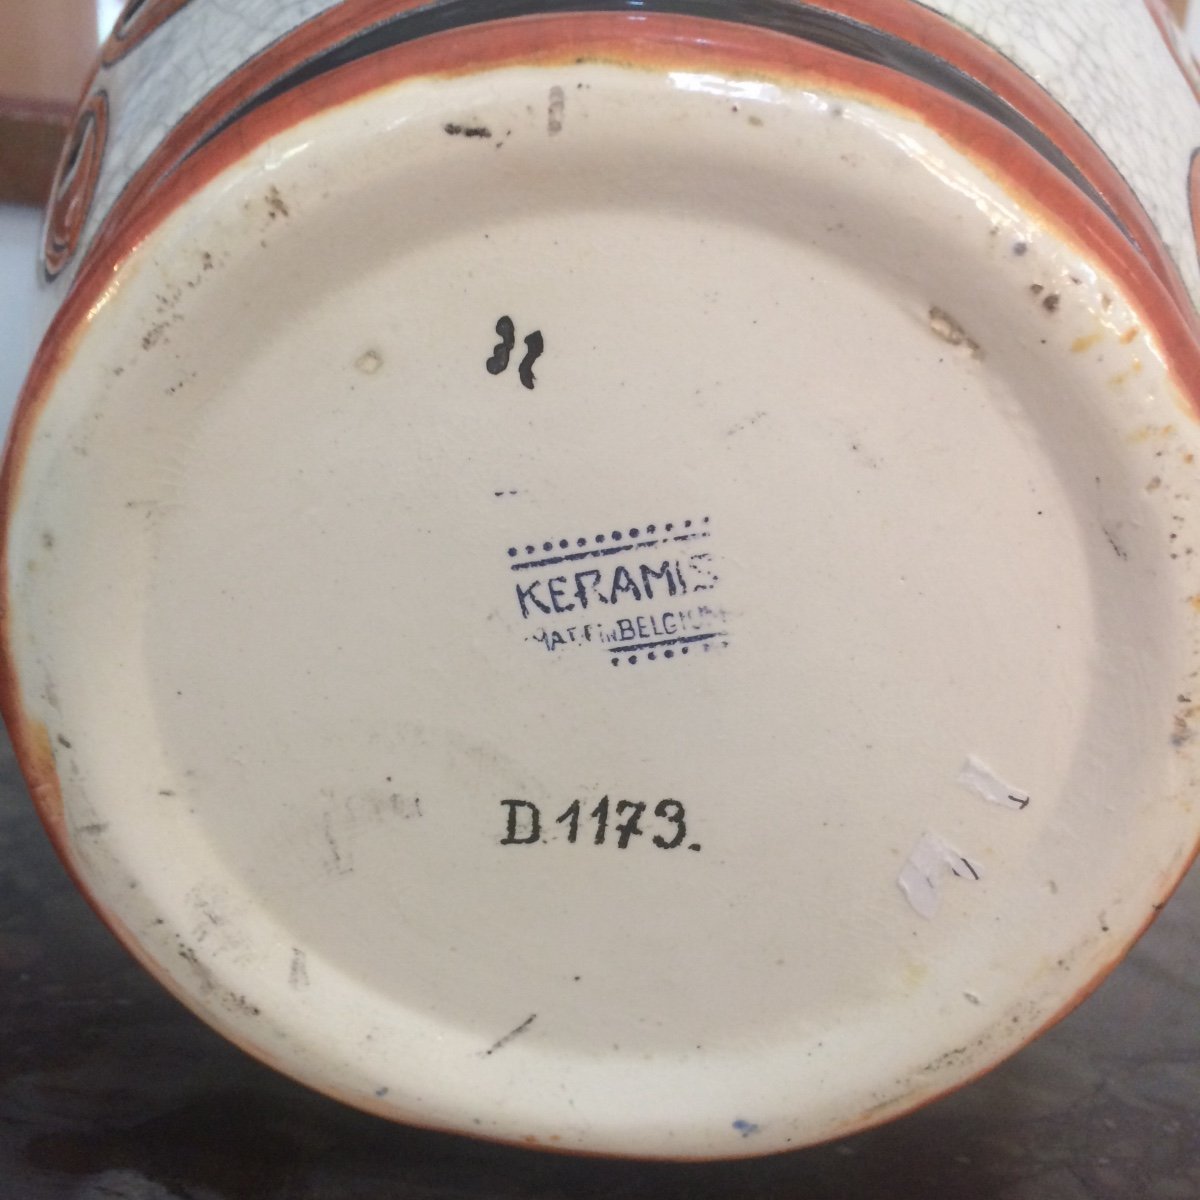 KERAMIS
MADE IN BELGIUM
D.1173.